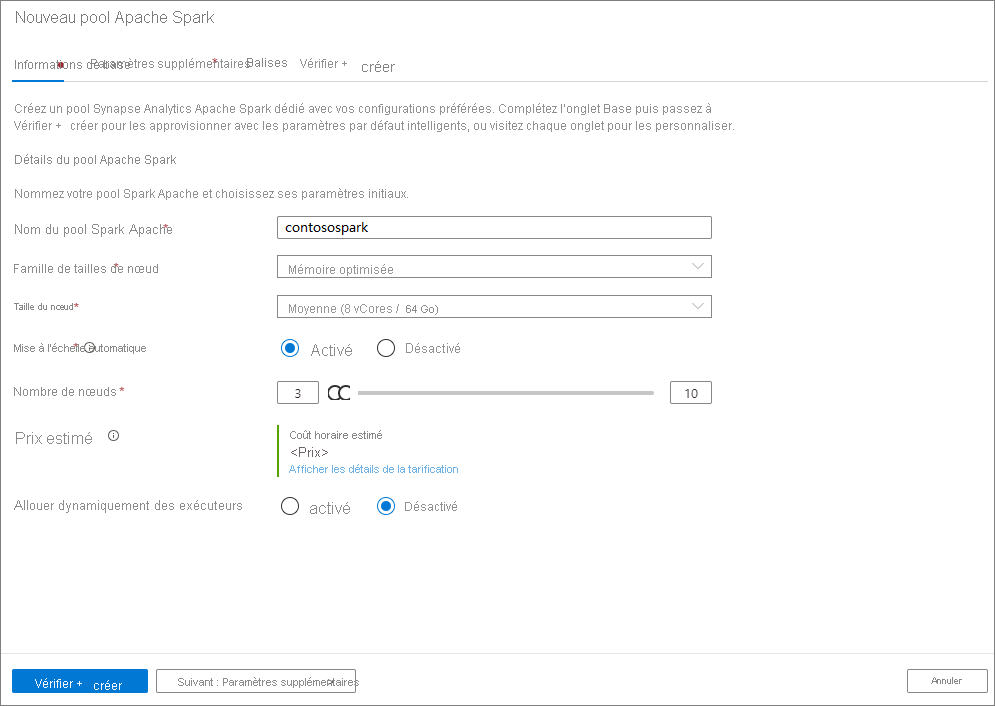 Nouveau pool Apache Spark
Informations de base * Paramètres supplémentaires * Balises Vérifier + créer
Créez un pool Synapse Analytics Apache Spark dédié avec vos configurations préférées. Complétez l'onglet Base puis passez à
Vérifier + créer pour les approvisionner avec les paramètres par défaut intelligents, ou visitez chaque onglet pour les personnaliser.
Détails du pool Apache Spark
Nommez votre pool Spark Apache et choisissez ses paramètres initiaux.
Nom du pool Spark Apache * contosospark
Famille de tailles de nœud * Mémoire optimisée
Taille du nœud * Moyenne (8 vCores / 64 Go)
Mise à l'échelle automatique * Activé Désactivé
Nombre de nœuds * 3 10
Prix estimé
Coût horaire estimé
<Prix>
Afficher les détails de la tarification
Allouer dynamiquement des exécuteurs activé Désactivé
Vérifier + créer Suivant : Paramètres supplémentaires > Annuler